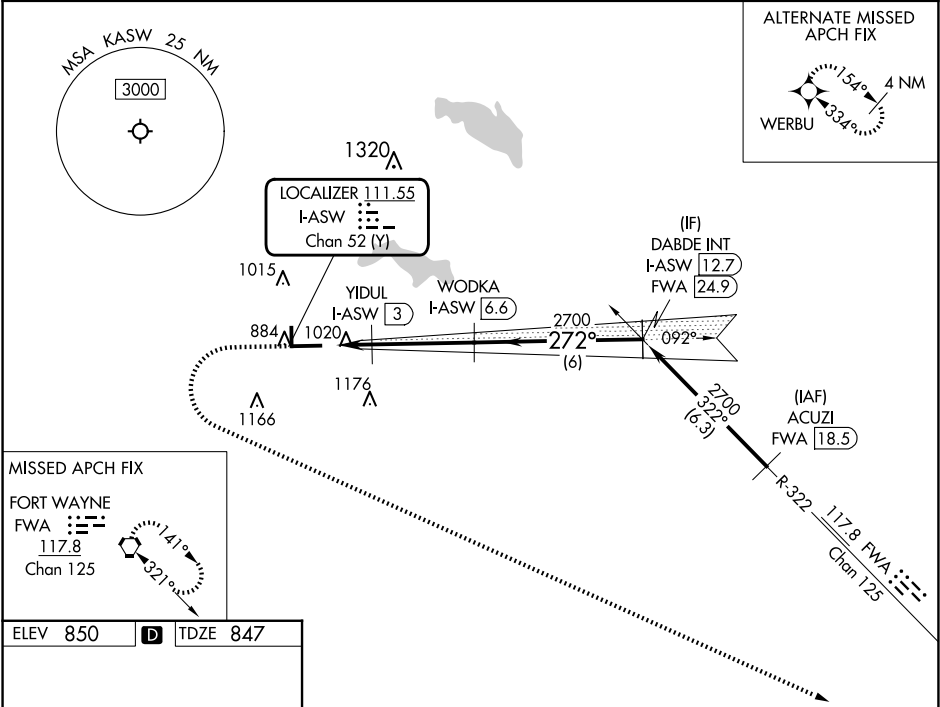 MSA KASW 25 NM
3000
ALTERNATE MISSED
APCH FIX
154°
4 NM
334°
WERBU
1320
LOCALIZER 111.55
I-ASW
Chan 52 (Y)
1015
884
1020
1176
1166
YIDUL
I-ASW 3
WODKA
I-ASW 6.6
(IF)
DABDE INT
I-ASW 12.7
FWA 24.9
2700
272°
(6)
092°
2700
322°
(6.3)
(IAF)
ACUZI
FWA 18.5
R-322
117.8 FWA
Chan 125
MISSED APCH FIX
FORT WAYNE
FWA
117.8
Chan 125
141°
321°
ELEV 850 D TDZE 847